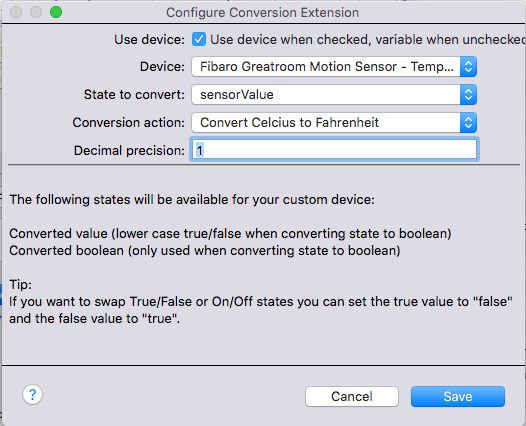 Configure Conversion Extension
Use device: Use device when checked, variable when unchecked
Device: Fibaro Greatroom Motion Sensor - Temp...
State to convert: sensorValue
Conversion action: Convert Celcius to Fahrenheit
Decimal precision: 1
The following states will be available for your custom device:
Converted value (lower case true/false when converting state to boolean)
Converted boolean (only used when converting state to boolean)
Tip:
If you want to swap True/False or On/Off states you can set the true value to "false"
and the false value to "true".
? Cancel Save